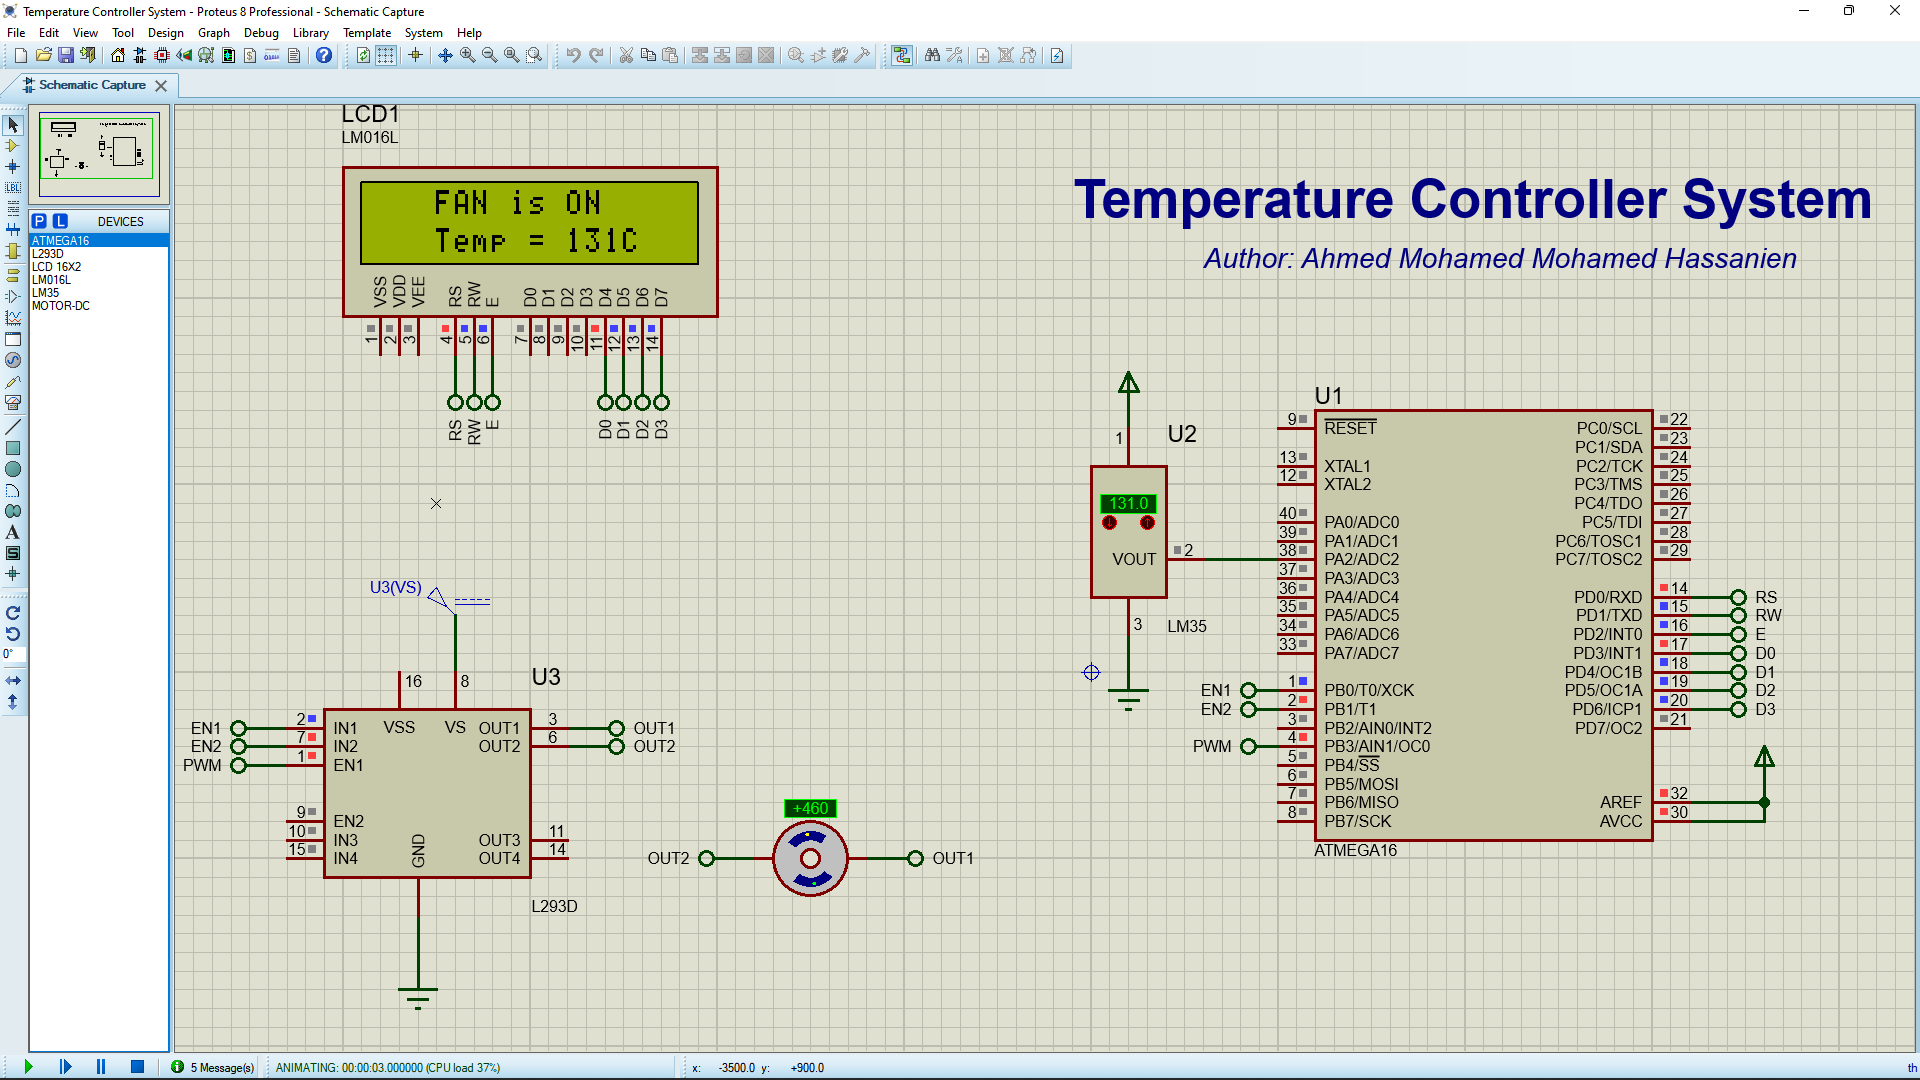 Temperature Controller System - Proteus 8 Professional - Schematic Capture
File Edit View Tool Design Graph Debug Library Template System Help
Schematic Capture
P L DEVICES
ATMEGA16
L293D
LCD 16X2
LM016L
LM35
MOTOR-DC
LBL
A
S
0°
LCD1
LM016L
FAN is ON
Temp = 131C
VSS VDD VEE RS RW E D0 D1 D2 D3 D4 D5 D6 D7
1 2 3 4 5 6 7 8 9 10 11 12 13 14
RS RW E D0 D1 D2 D3
Temperature Controller System
Author: Ahmed Mohamed Mohamed Hassanien
U2
1
131.0
VOUT 2
3
LM35
U3(VS)
U3
16 8
VSS VS
EN1 2 IN1 OUT1 3 OUT1
EN2 7 IN2 OUT2 6 OUT2
PWM 1 EN1
9 EN2
10 IN3 OUT3 11
15 IN4 OUT4 14
GND
L293D
+460
OUT2 OUT1
U1
9 RESET PC0/SCL 22
PC1/SDA 23
13 XTAL1 PC2/TCK 24
12 XTAL2 PC3/TMS 25
PC4/TDO 26
40 PA0/ADC0 PC5/TDI 27
39 PA1/ADC1 PC6/TOSC1 28
38 PA2/ADC2 PC7/TOSC2 29
37 PA3/ADC3
36 PA4/ADC4 PD0/RXD 14 RS
35 PA5/ADC5 PD1/TXD 15 RW
34 PA6/ADC6 PD2/INT0 16 E
33 PA7/ADC7 PD3/INT1 17 D0
PD4/OC1B 18 D1
EN1 1 PB0/T0/XCK PD5/OC1A 19 D2
EN2 2 PB1/T1 PD6/ICP1 20 D3
3 PB2/AIN0/INT2 PD7/OC2 21
PWM 4 PB3/AIN1/OC0
5 PB4/SS
6 PB5/MOSI
7 PB6/MISO AREF 32
8 PB7/SCK AVCC 30
ATMEGA16
5 Message(s) ANIMATING: 00:00:03.000000 (CPU load 37%) x: -3500.0 y: +900.0 th